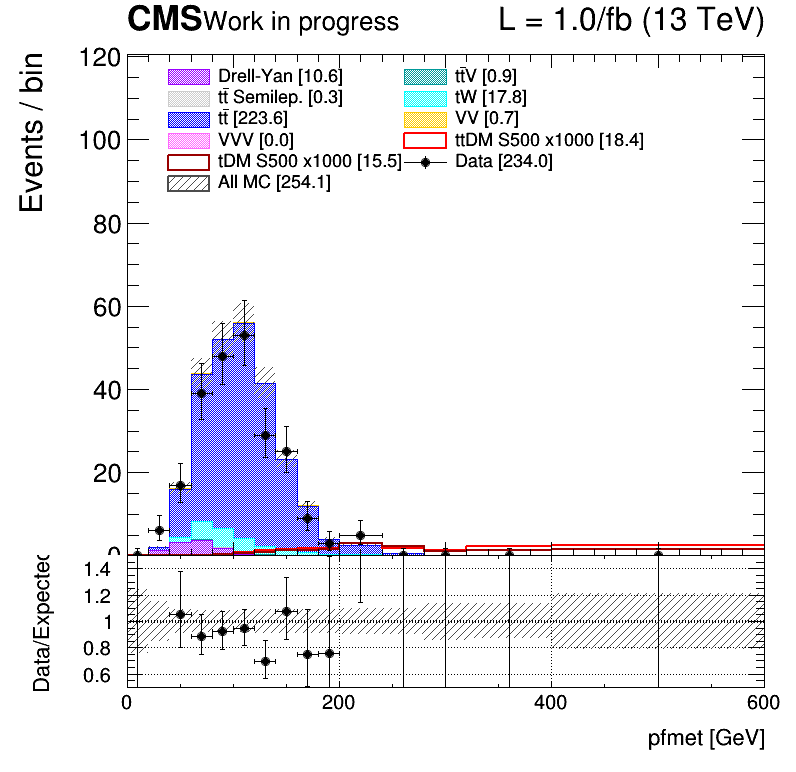 CMS Work in progress L = 1.0/fb (13 TeV)
Events / bin
120
100
80
60
40
20
0
Drell-Yan [10.6] tt̄V [0.9]
tt̄ Semilep. [0.3] tW [17.8]
tt̄ [223.6] VV [0.7]
VVV [0.0] ttDM S500 x1000 [18.4]
tDM S500 x1000 [15.5] Data [234.0]
All MC [254.1]
Data/Expected
1.4
1.2
1
0.8
0.6
0 200 400 600
pfmet [GeV]